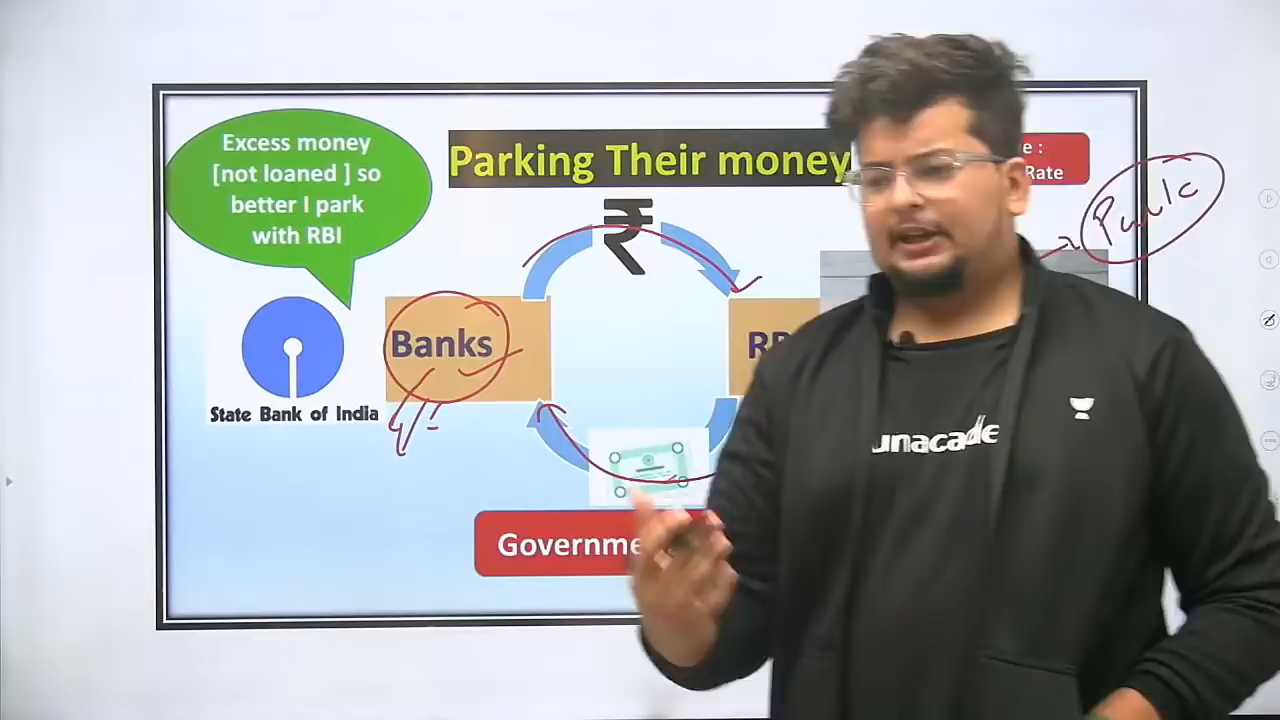 Excess money
[not loaned ] so
better I park
with RBI
Parking Their money
e :
Rate
₹
Banks
State Bank of India
unacade